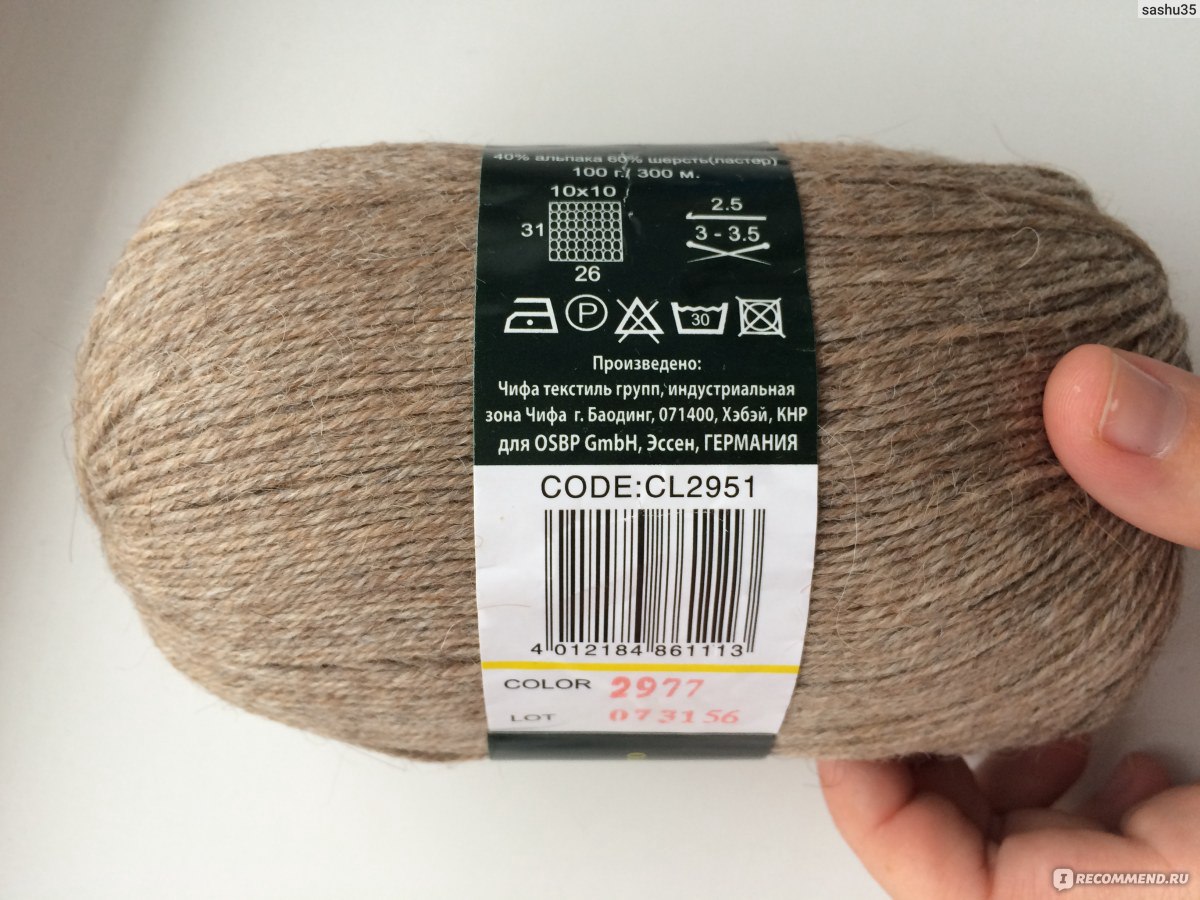 sashu35
40% альпака 60% шерсть(ластер)
100 г./ 300 м.
10x10
31
26
2.5
3 - 3.5
P
30
Произведено:
Чифа текстиль групп, индустриальная
зона Чифа г. Баодинг, 071400, Хэбэй, КНР
для OSBP GmbH, Эссен, ГЕРМАНИЯ
CODE:CL2951
4 012184 861113
COLOR 2977
LOT 073156
IRECOMMEND.RU